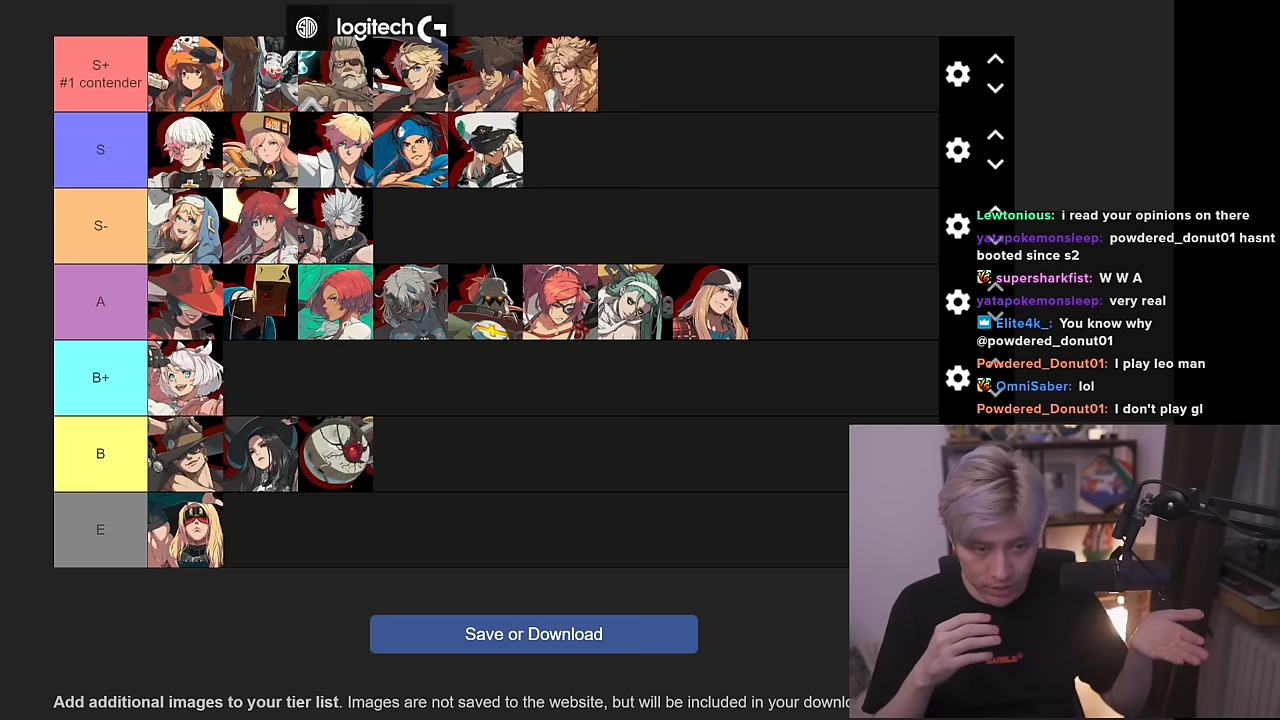 logitech G
S+
#1 contender
S
S-
A
B+
B
E
Lewtonious: i read your opinions on there
yatapokemonsleep: powdered_donut01 hasnt
booted since s2
supersharkfist: W W A
yatapokemonsleep: very real
Elite4k_: You know why
@powdered_donut01
Powdered_Donut01: I play leo man
OmniSaber: lol
Powdered_Donut01: I don't play gl
Save or Download
Add additional images to your tier list. Images are not saved to the website, but will be included in your downlo